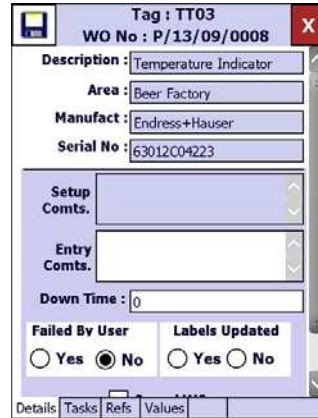 Tag : TT03
WO No : P/13/09/0008
X
Description : Temperature Indicator
Area : Beer Factory
Manufact : Endress+Hauser
Serial No : 63012C04223
Setup
Comts.
Entry
Comts.
Down Time : 0
Failed By User Labels Updated
Yes No Yes No
Details Tasks Refs Values